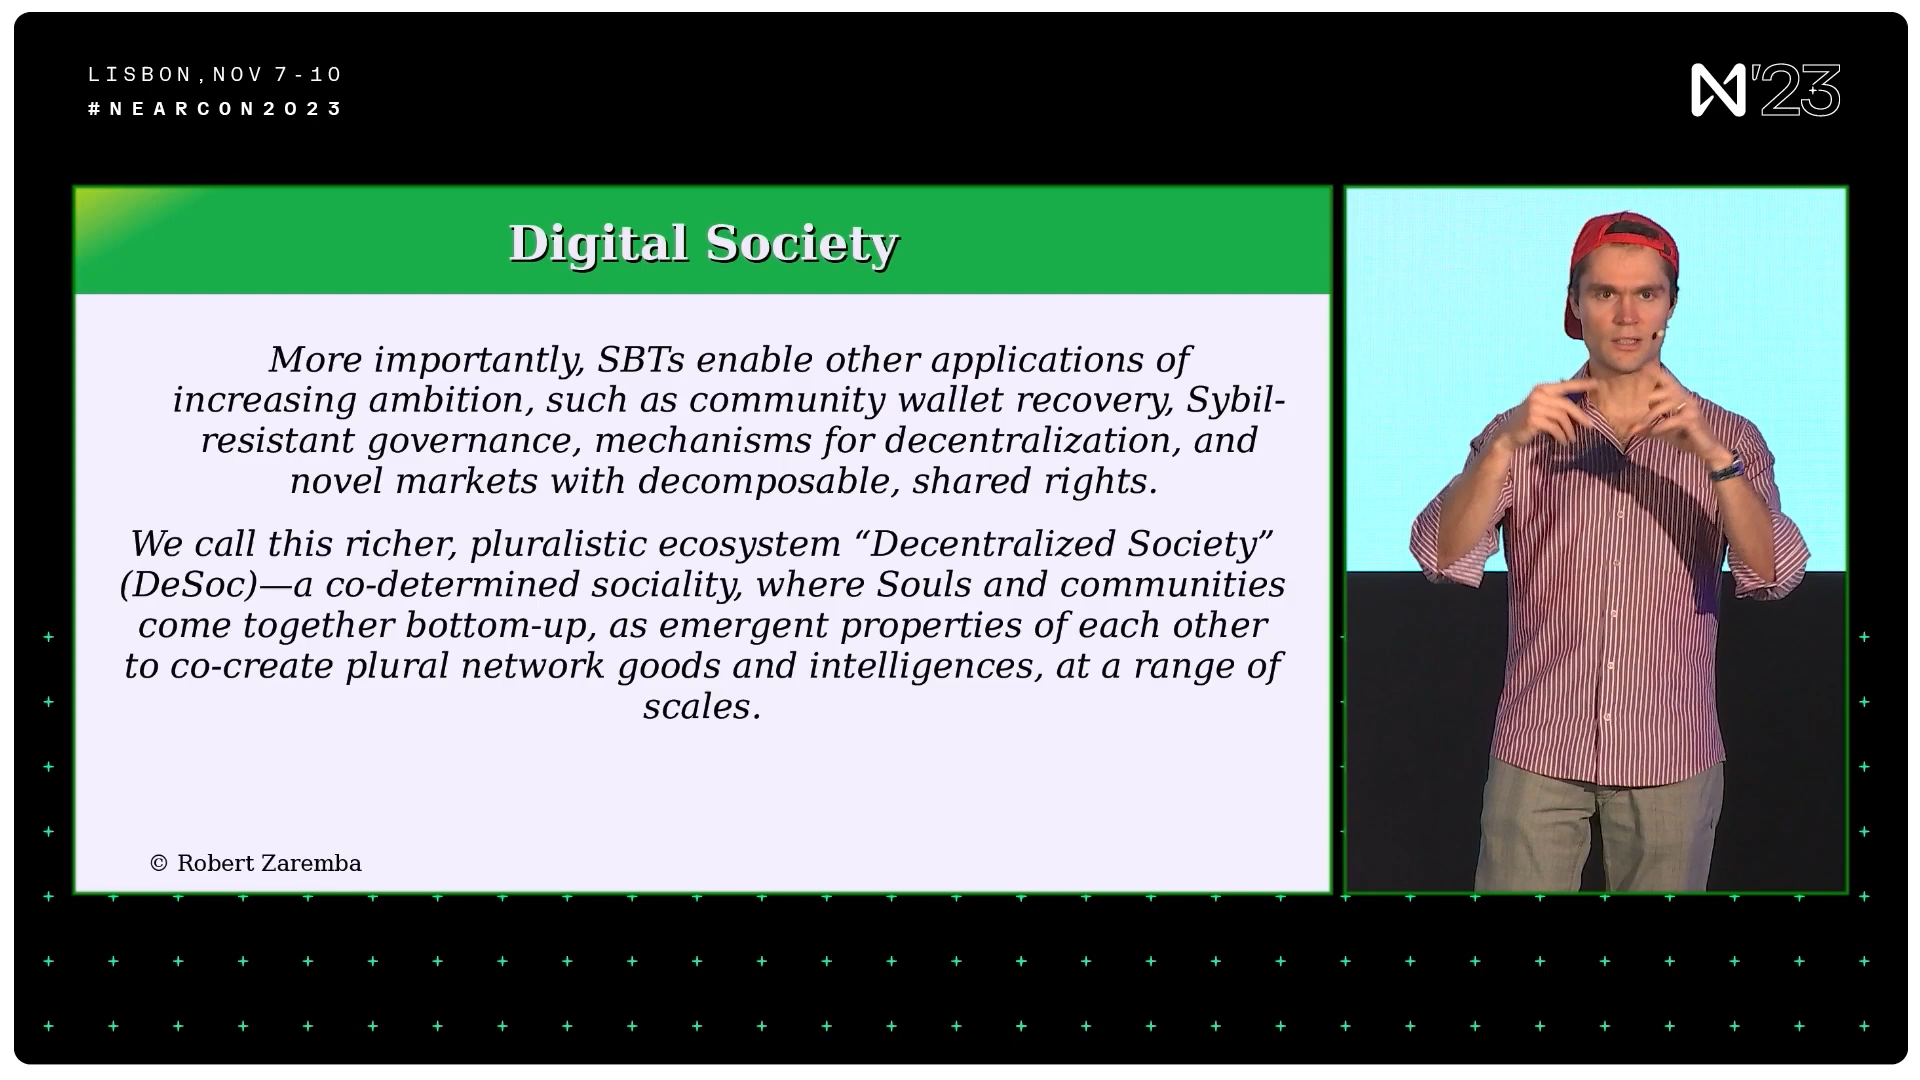 LISBON,NOV 7-10
#NEARCON2023
N'23
Digital Society
More importantly, SBTs enable other applications of
increasing ambition, such as community wallet recovery, Sybil-
resistant governance, mechanisms for decentralization, and
novel markets with decomposable, shared rights.
We call this richer, pluralistic ecosystem “Decentralized Society”
(DeSoc)—a co-determined sociality, where Souls and communities
come together bottom-up, as emergent properties of each other
to co-create plural network goods and intelligences, at a range of
scales.
© Robert Zaremba